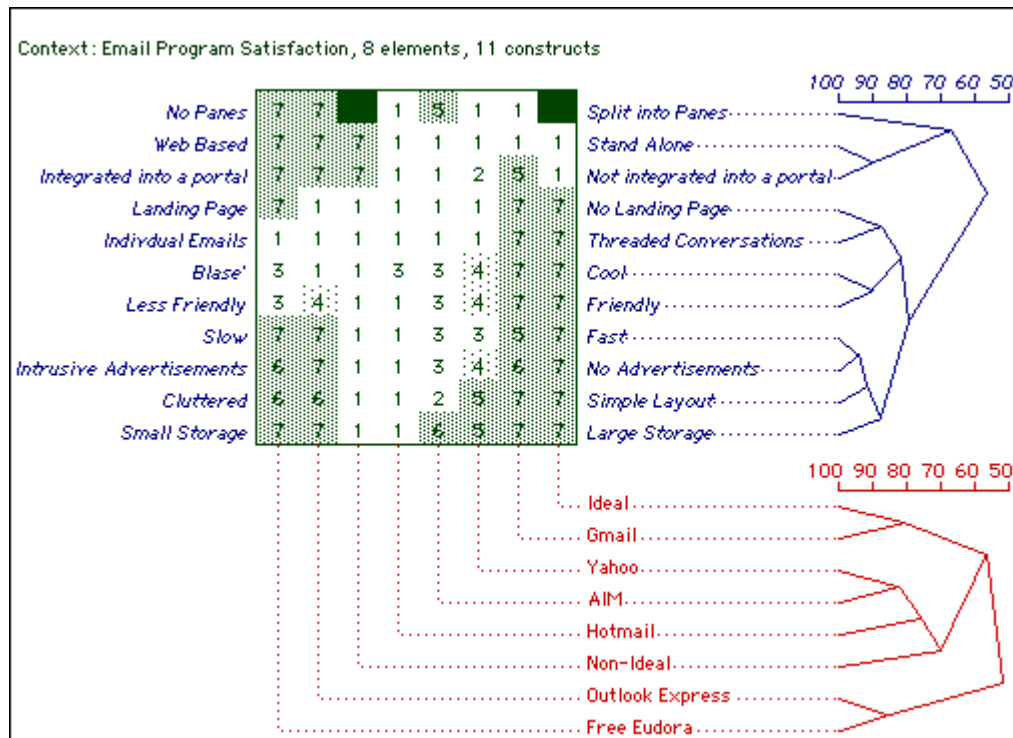 Context: Email Program Satisfaction, 8 elements, 11 constructs
100 90 80 70 60 50
No Panes 7 7 1 5 1 1 Split into Panes
Web Based 7 7 7 1 1 1 1 1 Stand Alone
Integrated into a portal 7 7 7 1 1 2 5 1 Not integrated into a portal
Landing Page 7 1 1 1 1 1 7 7 No Landing Page
Indivdual Emails 1 1 1 1 1 1 7 7 Threaded Conversations
Blase' 3 1 1 3 3 4 7 7 Cool
Less Friendly 3 4 1 1 3 4 7 7 Friendly
Slow 7 7 1 1 3 3 5 7 Fast
Intrusive Advertisements 6 7 1 1 3 4 6 7 No Advertisements
Cluttered 6 6 1 1 2 5 7 7 Simple Layout
Small Storage 7 7 1 1 6 5 7 7 Large Storage
100 90 80 70 60 50
Ideal
Gmail
Yahoo
AIM
Hotmail
Non-Ideal
Outlook Express
Free Eudora